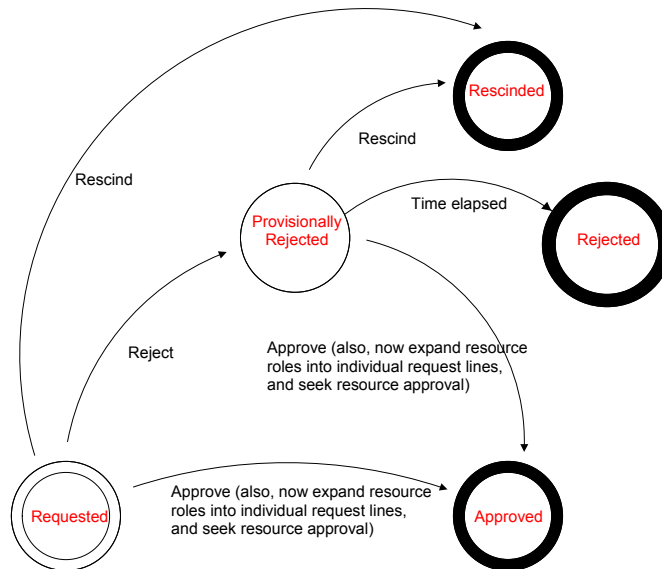 Rescinded
Rescind
Rescind
Time elapsed
Provisionally
Rejected
Rejected
Reject
Approve (also, now expand resource
roles into individual request lines,
and seek resource approval)
Requested
Approve (also, now expand resource
roles into individual request lines,
and seek resource approval)
Approved